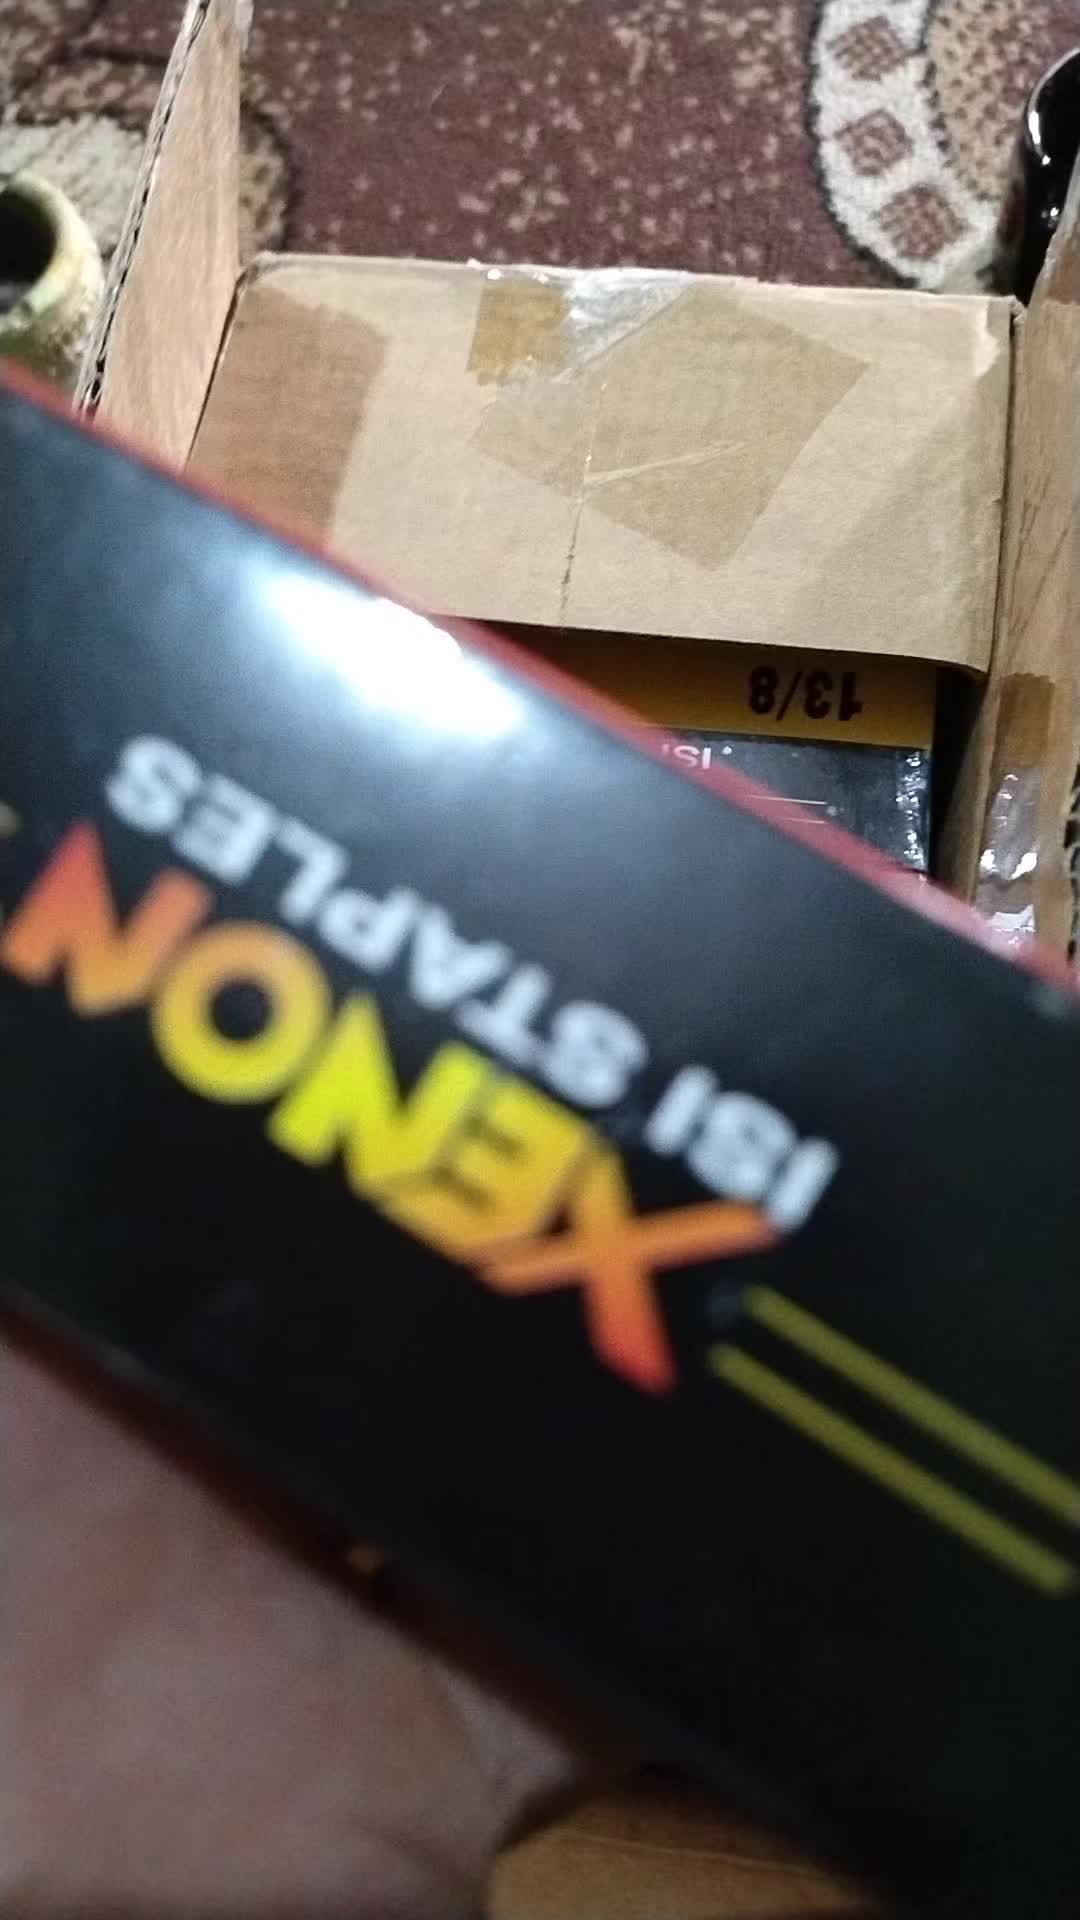 XENON
ISI STAPLES
13/8